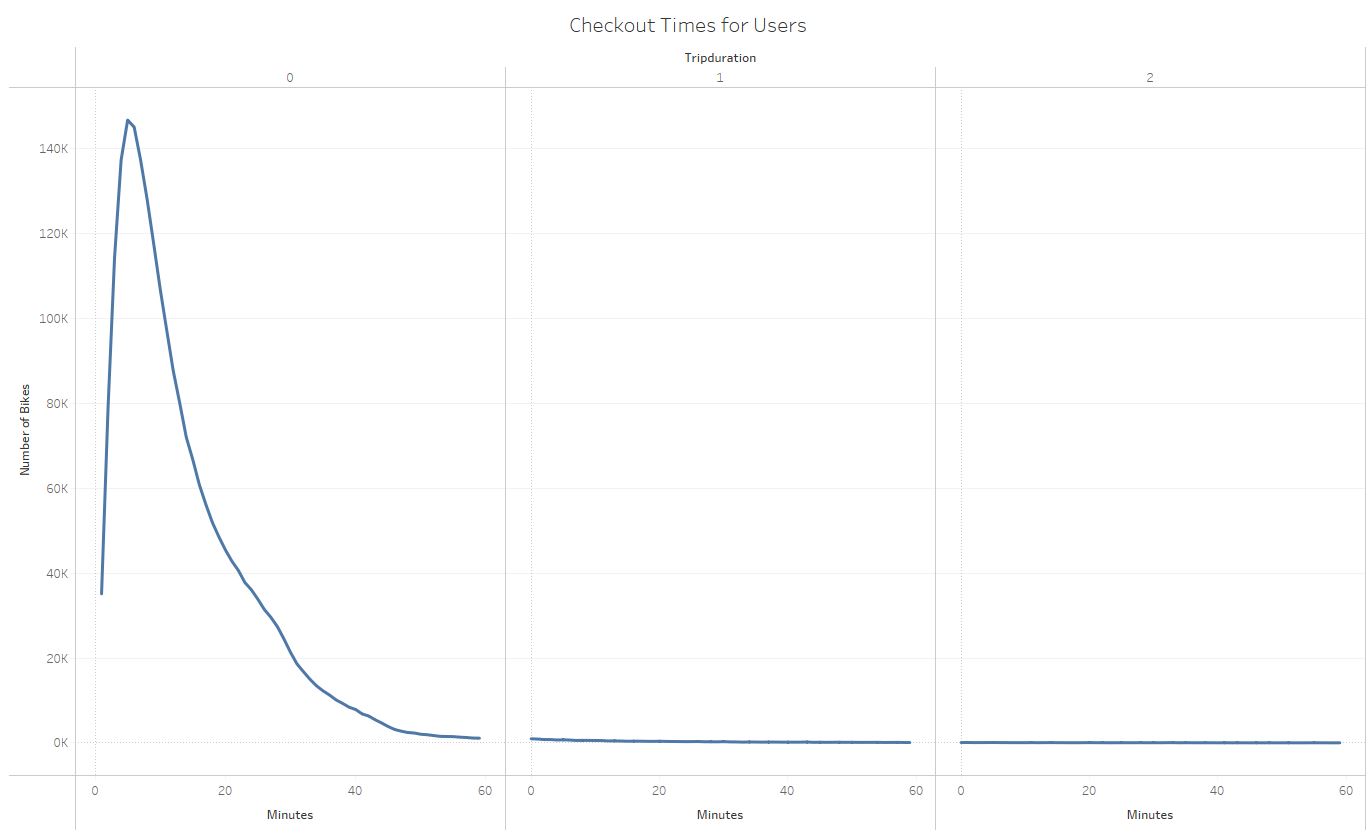 Checkout Times for Users
Tripduration
0 1 2
140K
120K
100K
80K
60K
40K
20K
0K
Number of Bikes
0 20 40 60 0 20 40 60 0 20 40 60
Minutes Minutes Minutes